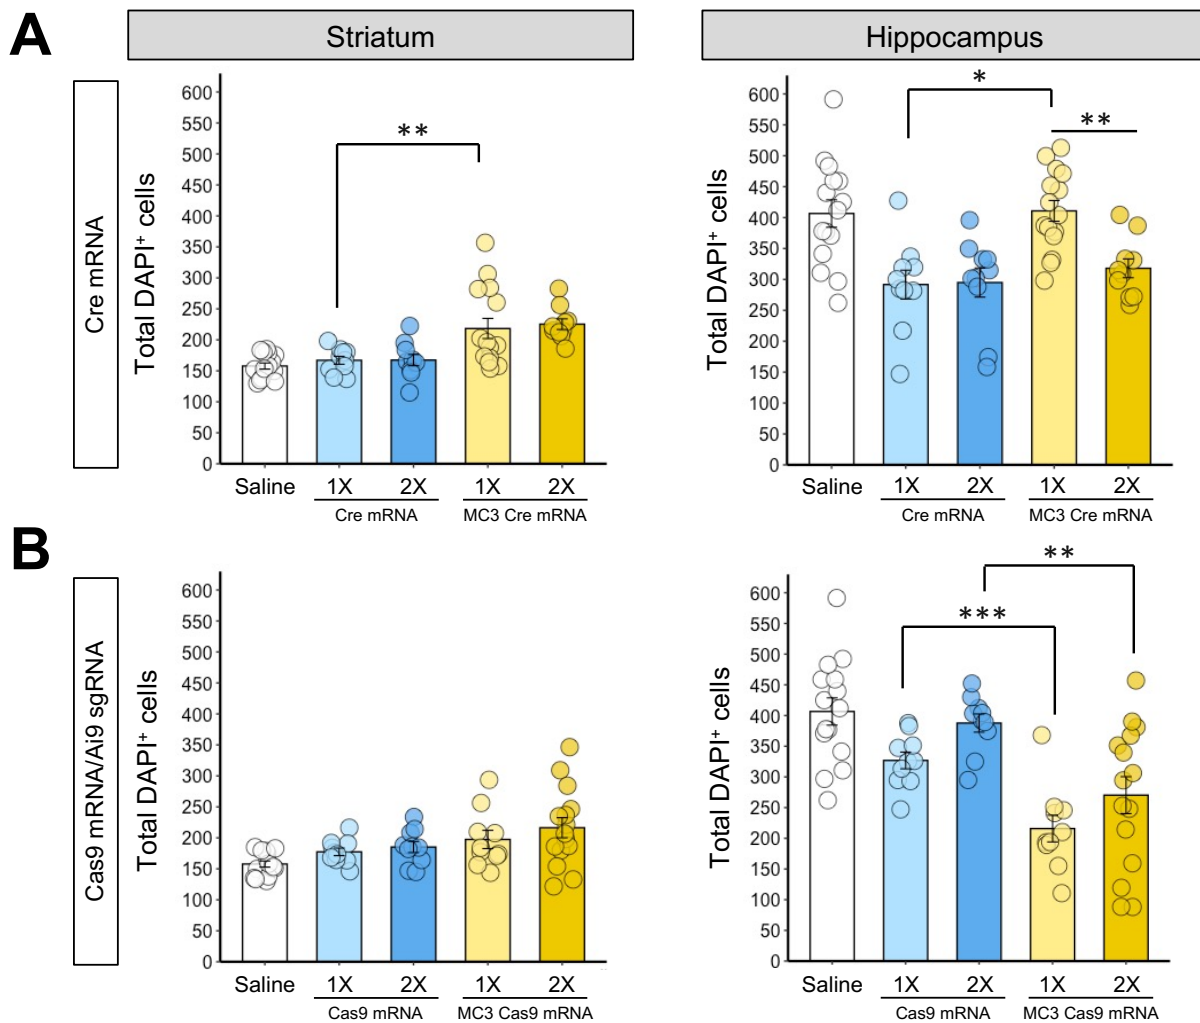 A
Striatum
Hippocampus
Cre mRNA
Total DAPI⁺ cells
600
550
500
450
400
350
300
250
200
150
100
50
0
**
Saline
1X
2X
1X
2X
Cre mRNA
MC3 Cre mRNA
Total DAPI⁺ cells
600
550
500
450
400
350
300
250
200
150
100
50
0
*
**
Saline
1X
2X
1X
2X
Cre mRNA
MC3 Cre mRNA
B
Cas9 mRNA/Ai9 sgRNA
Total DAPI⁺ cells
600
550
500
450
400
350
300
250
200
150
100
50
0
Saline
1X
2X
1X
2X
Cas9 mRNA
MC3 Cas9 mRNA
Total DAPI⁺ cells
600
550
500
450
400
350
300
250
200
150
100
50
0
**
***
Saline
1X
2X
1X
2X
Cas9 mRNA
MC3 Cas9 mRNA